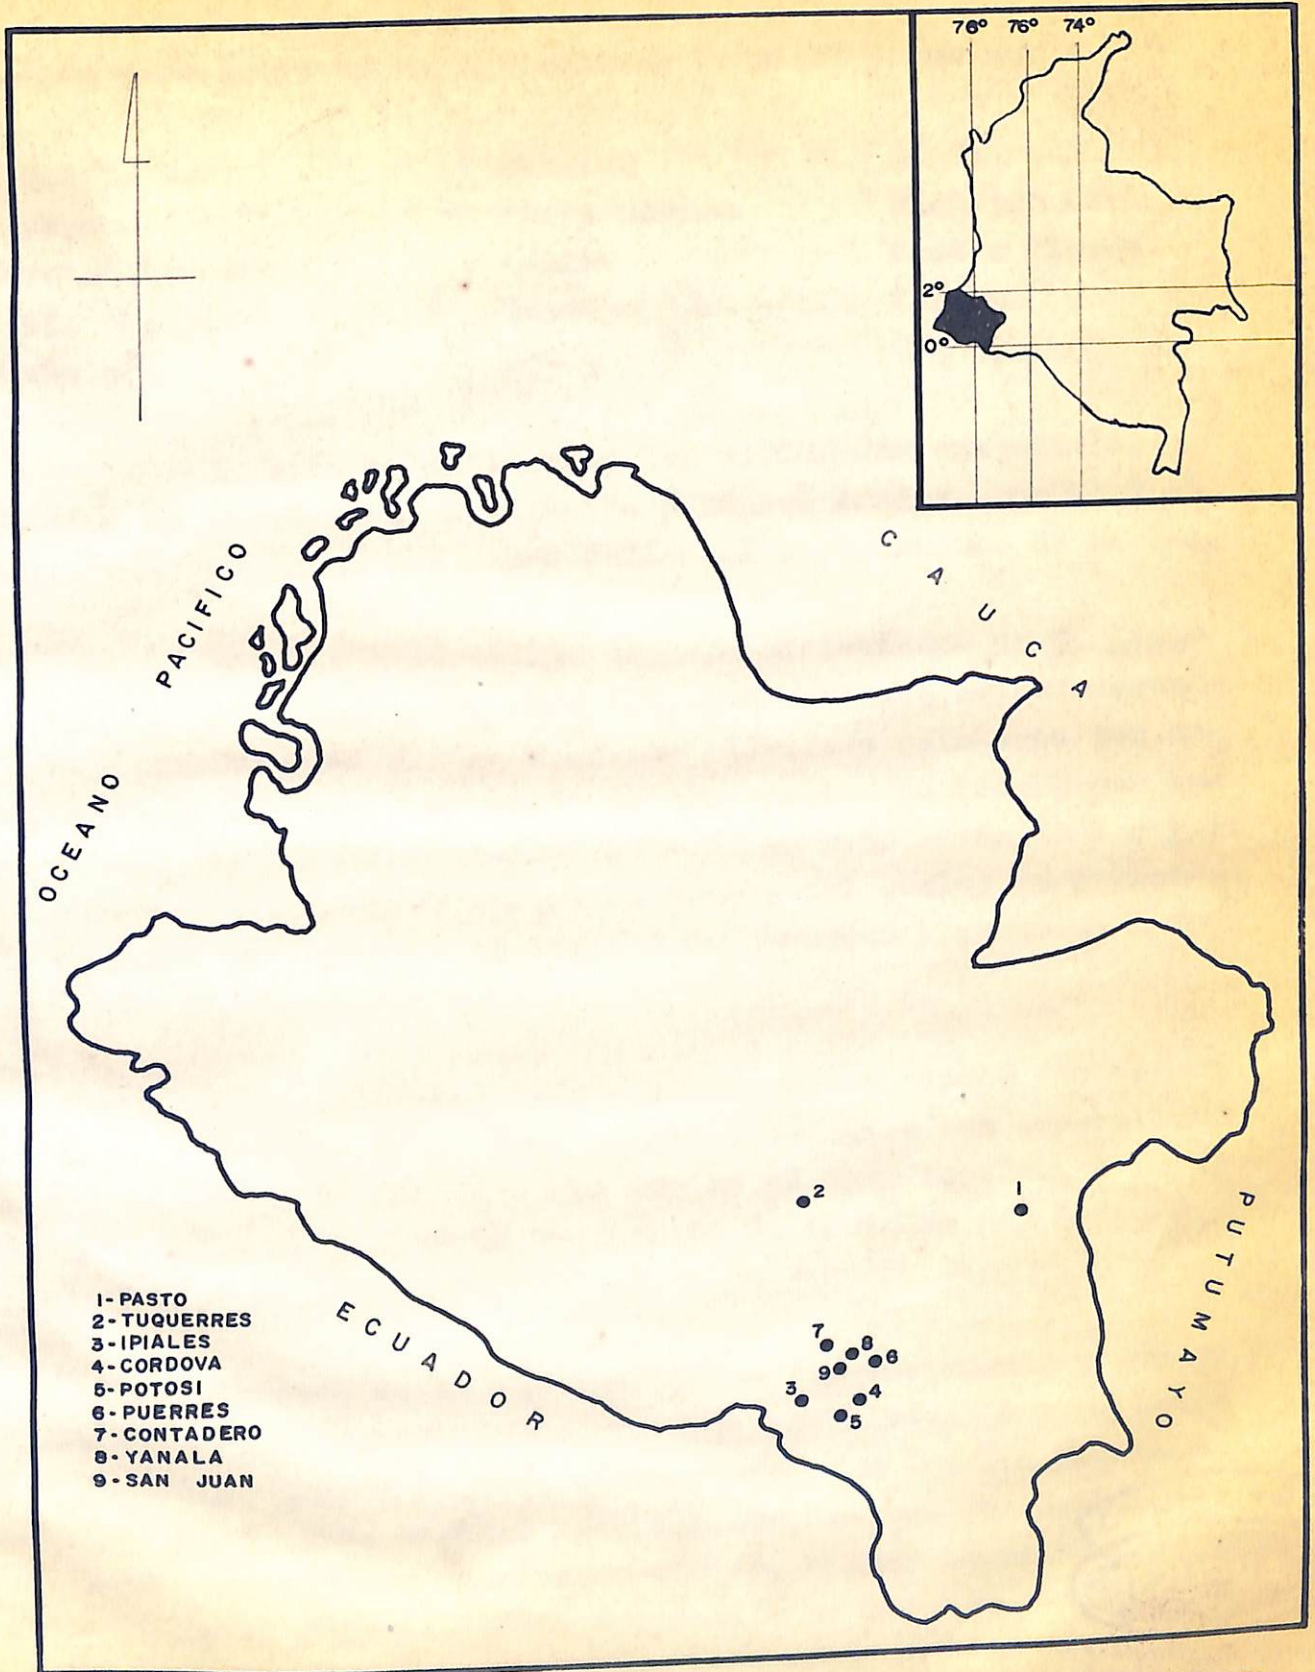 76° 76° 74°
2°
0°
CAUCA
OCEANO PACIFICO
2
1
PUTUMAYO
ECUADOR
7
8
6
9
3
4
5
1-PASTO
2-TUQUERRES
3-IPIALES
4-CORDOVA
5-POTOSI
6-PUERRES
7-CONTADERO
8-YANALA
9-SAN JUAN